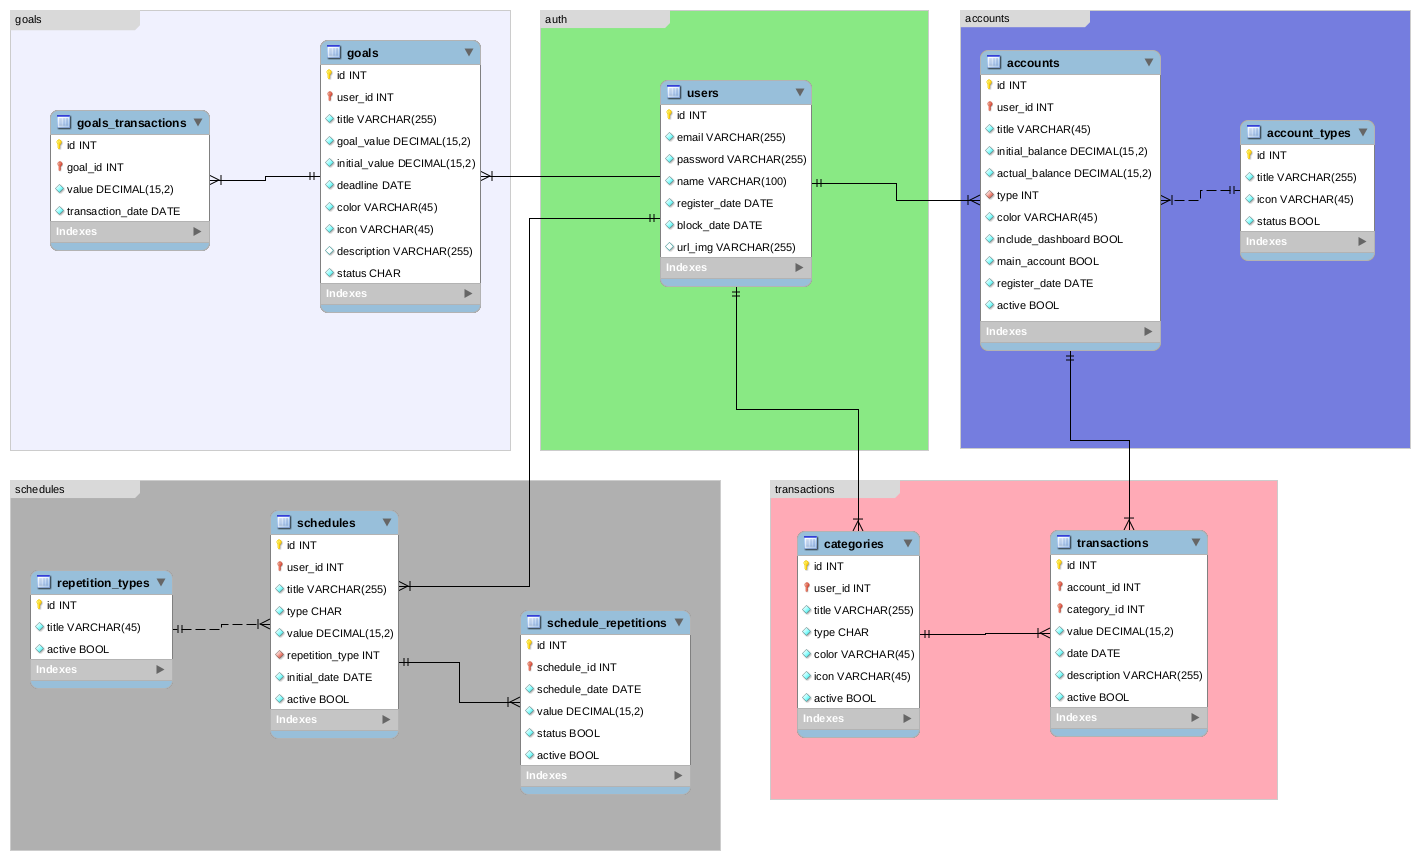 goals
goals_transactions
id INT
goal_id INT
value DECIMAL(15,2)
transaction_date DATE
Indexes
goals
id INT
user_id INT
title VARCHAR(255)
goal_value DECIMAL(15,2)
initial_value DECIMAL(15,2)
deadline DATE
color VARCHAR(45)
icon VARCHAR(45)
description VARCHAR(255)
status CHAR
Indexes
auth
users
id INT
email VARCHAR(255)
password VARCHAR(255)
name VARCHAR(100)
register_date DATE
block_date DATE
url_img VARCHAR(255)
Indexes
accounts
accounts
id INT
user_id INT
title VARCHAR(45)
initial_balance DECIMAL(15,2)
actual_balance DECIMAL(15,2)
type INT
color VARCHAR(45)
include_dashboard BOOL
main_account BOOL
register_date DATE
active BOOL
Indexes
account_types
id INT
title VARCHAR(255)
icon VARCHAR(45)
status BOOL
Indexes
schedules
repetition_types
id INT
title VARCHAR(45)
active BOOL
Indexes
schedules
id INT
user_id INT
title VARCHAR(255)
type CHAR
value DECIMAL(15,2)
repetition_type INT
initial_date DATE
active BOOL
Indexes
schedule_repetitions
id INT
schedule_id INT
schedule_date DATE
value DECIMAL(15,2)
status BOOL
active BOOL
Indexes
transactions
categories
id INT
user_id INT
title VARCHAR(255)
type CHAR
color VARCHAR(45)
icon VARCHAR(45)
active BOOL
Indexes
transactions
id INT
account_id INT
category_id INT
value DECIMAL(15,2)
date DATE
description VARCHAR(255)
active BOOL
Indexes